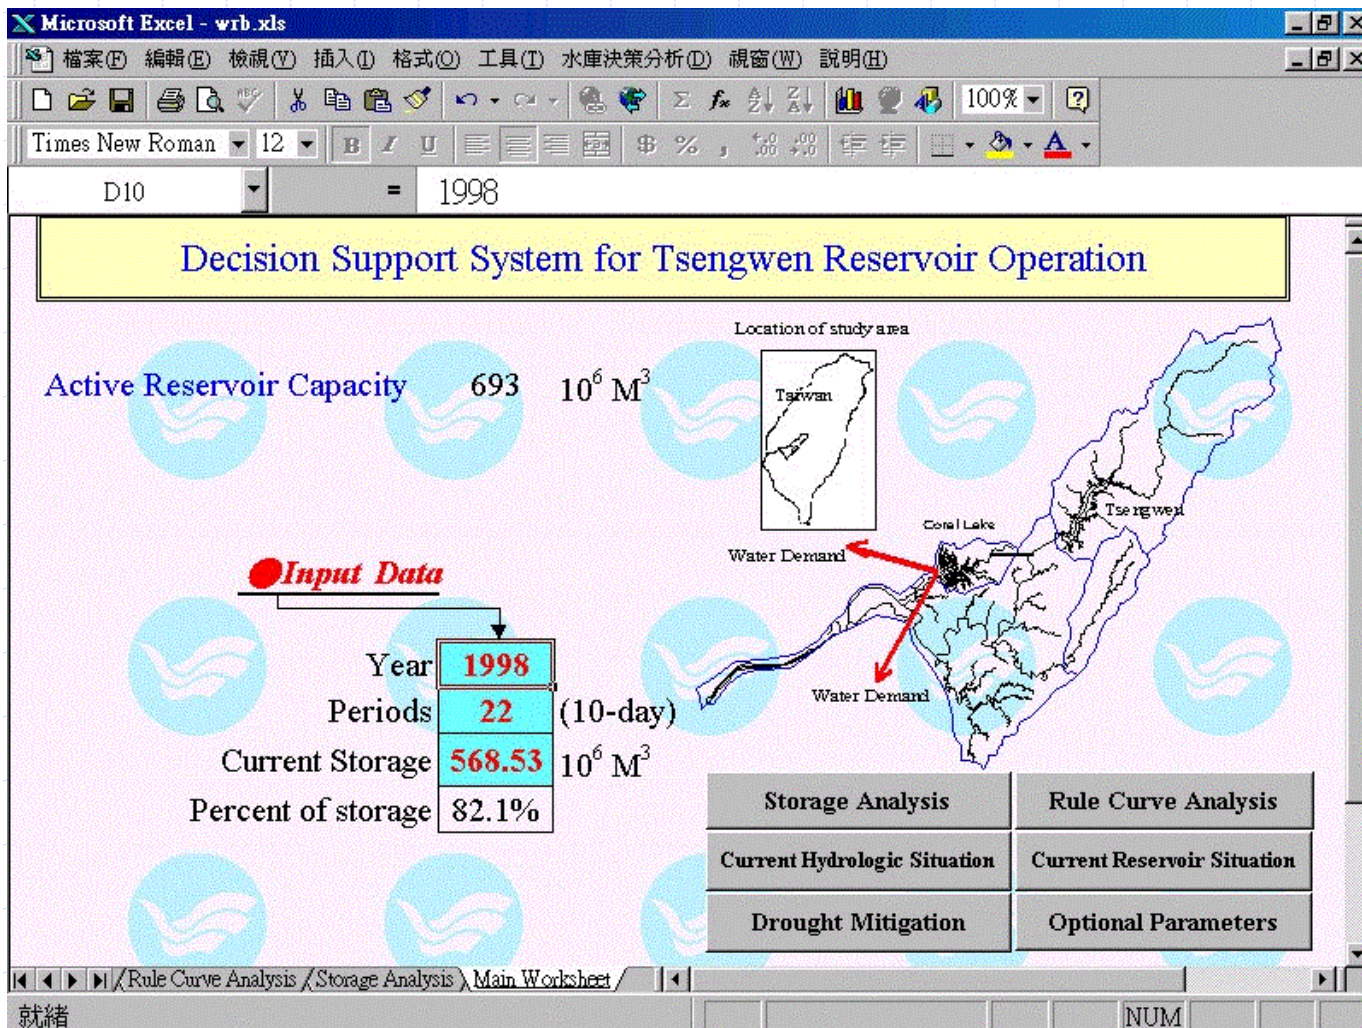 Microsoft Excel - wrb.xls
檔案(F) 編輯(E) 檢視(V) 插入(I) 格式(O) 工具(T) 水庫決策分析(D) 視窗(W) 說明(H)
100%
Times New Roman 12 B I U $ % ,
D10 = 1998
Decision Support System for Tsengwen Reservoir Operation
Location of study area
Active Reservoir Capacity 693 10⁶ M³
Taiwan
Tsengwen
Coral Lake
Water Demand
Input Data
Year 1998
Water Demand
Periods 22 (10-day)
Current Storage 568.53 10⁶ M³
Percent of storage 82.1%
Storage Analysis Rule Curve Analysis
Current Hydrologic Situation Current Reservoir Situation
Drought Mitigation Optional Parameters
Rule Curve Analysis Storage Analysis Main Worksheet
就緒 NUM